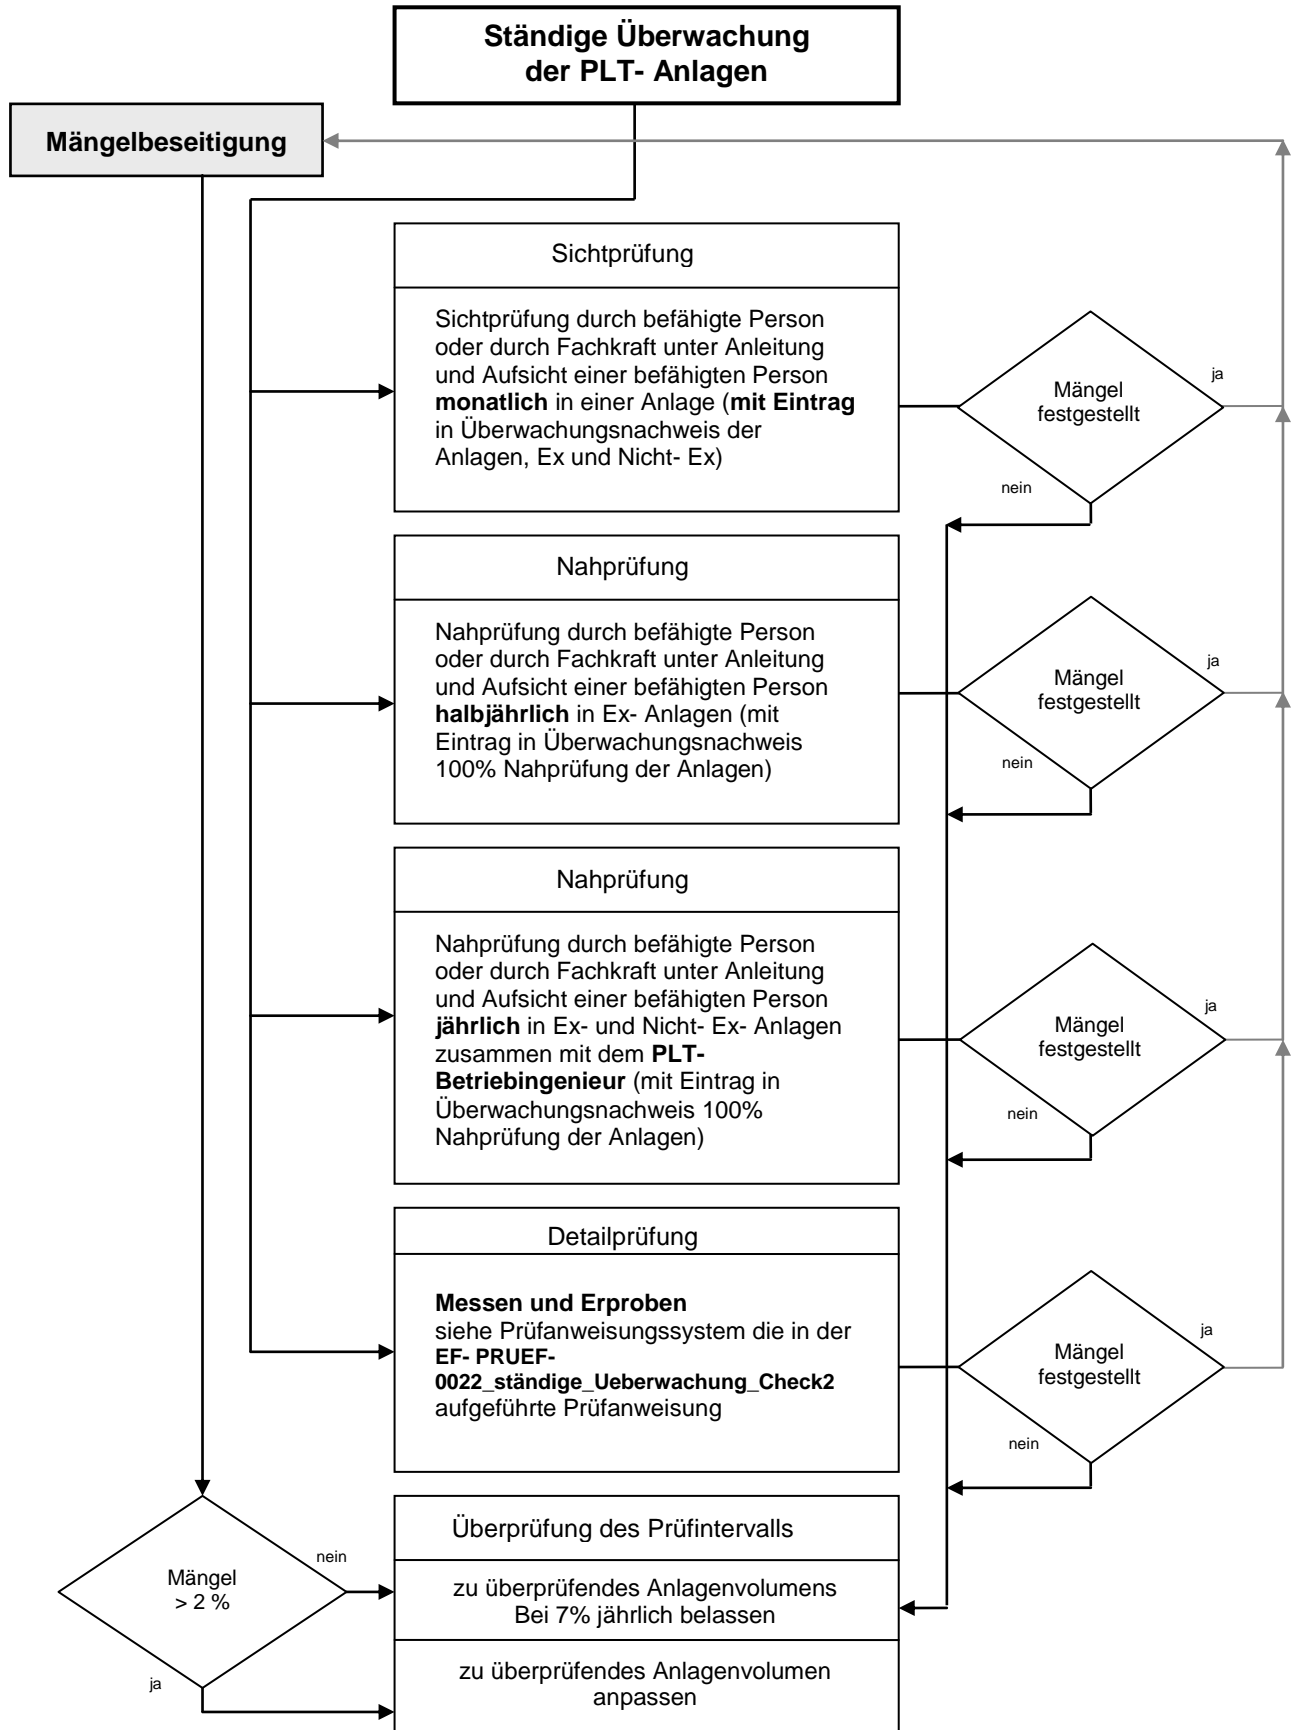 Ständige Überwachung
der PLT- Anlagen
Mängelbeseitigung
Sichtprüfung
Sichtprüfung durch befähigte Person
oder durch Fachkraft unter Anleitung
und Aufsicht einer befähigten Person
monatlich in einer Anlage (mit Eintrag
in Überwachungsnachweis der
Anlagen, Ex und Nicht- Ex)
Mängel
festgestellt
ja
nein
Nahprüfung
Nahprüfung durch befähigte Person
oder durch Fachkraft unter Anleitung
und Aufsicht einer befähigten Person
halbjährlich in Ex- Anlagen (mit
Eintrag in Überwachungsnachweis
100% Nahprüfung der Anlagen)
Mängel
festgestellt
ja
nein
Nahprüfung
Nahprüfung durch befähigte Person
oder durch Fachkraft unter Anleitung
und Aufsicht einer befähigten Person
jährlich in Ex- und Nicht- Ex- Anlagen
zusammen mit dem PLT-
Betriebingenieur (mit Eintrag in
Überwachungsnachweis 100%
Nahprüfung der Anlagen)
Mängel
festgestellt
ja
nein
Detailprüfung
Messen und Erproben
siehe Prüfanweisungssystem die in der
EF- PRUEF-
0022_ständige_Ueberwachung_Check2
aufgeführte Prüfanweisung
Mängel
festgestellt
ja
nein
Mängel
> 2 %
nein
ja
Überprüfung des Prüfintervalls
zu überprüfendes Anlagenvolumens
Bei 7% jährlich belassen
zu überprüfendes Anlagenvolumen
anpassen